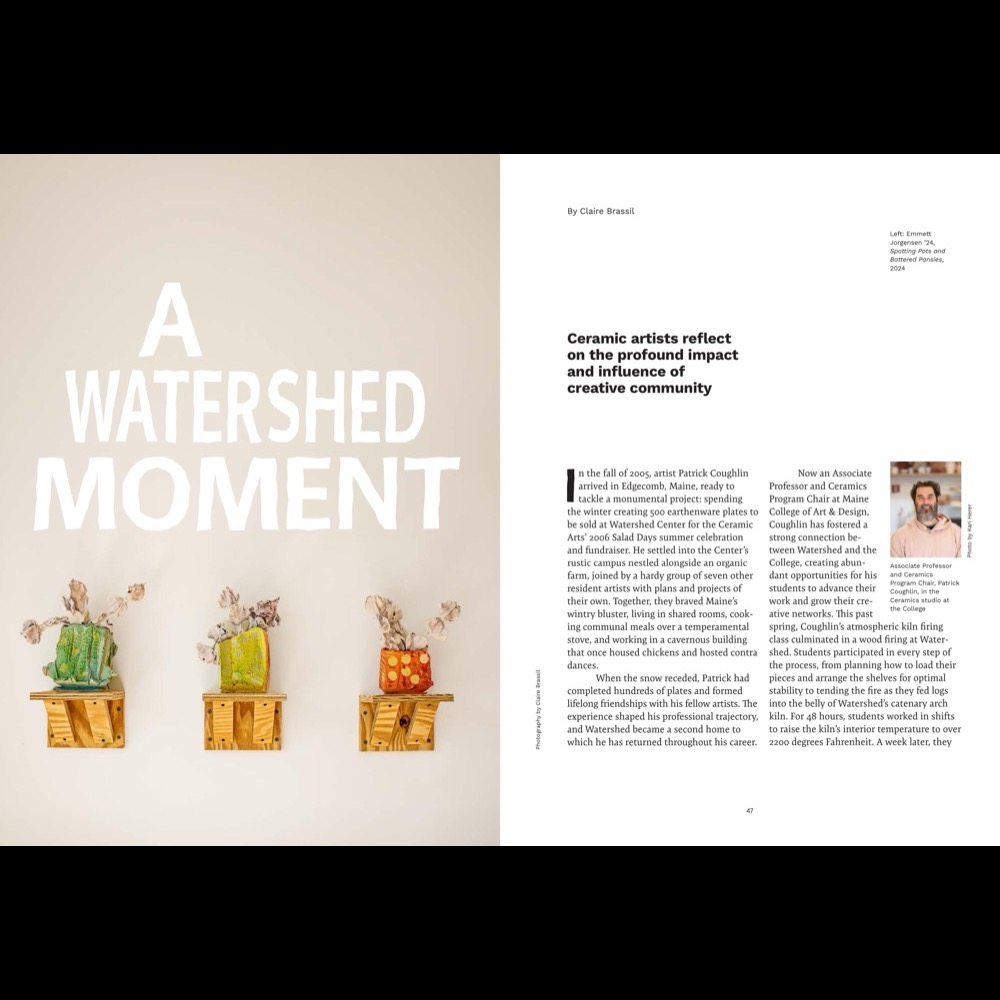 A
WATERSHED
MOMENT
By Claire Brassil
Left: Emmett
Jorgensen '24,
Spotting Pots and
Battered Pansies,
2024
Ceramic artists reflect
on the profound impact
and influence of
creative community
In the fall of 2005, artist Patrick Coughlin
arrived in Edgecomb, Maine, ready to
tackle a monumental project: spending
the winter creating 500 earthenware plates to
be sold at Watershed Center for the Ceramic
Arts' 2006 Salad Days summer celebration
and fundraiser. He settled into the Center's
rustic campus nestled alongside an organic
farm, joined by a hardy group of seven other
resident artists with plans and projects of
their own. Together, they braved Maine's
wintry bluster, living in shared rooms, cook-
ing communal meals over a temperamental
stove, and working in a cavernous building
that once housed chickens and hosted contra
dances.
When the snow receded, Patrick had
completed hundreds of plates and formed
lifelong friendships with his fellow artists. The
experience shaped his professional trajectory,
and Watershed became a second home to
which he has returned throughout his career.
Photography by Claire Brassil
Now an Associate
Professor and Ceramics
Program Chair at Maine
College of Art & Design,
Coughlin has fostered a
strong connection be-
tween Watershed and the
College, creating abun-
dant opportunities for his
students to advance their
work and grow their cre-
ative networks. This past
spring, Coughlin's atmospheric kiln firing
class culminated in a wood firing at Water-
shed. Students participated in every step of
the process, from planning how to load their
pieces and arrange the shelves for optimal
stability to tending the fire as they fed logs
into the belly of Watershed's catenary arch
kiln. For 48 hours, students worked in shifts
to raise the kiln's interior temperature to over
2200 degrees Fahrenheit. A week later, they
Photo by Kari Herer
Associate Professor
and Ceramics
Program Chair, Patrick
Coughlin, in the
Ceramics studio at
the College
47